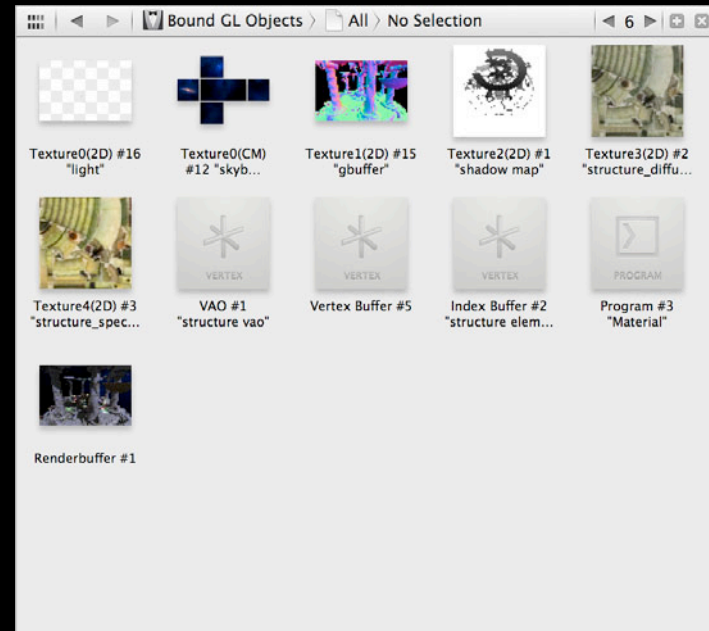 Bound GL Objects
All
No Selection
6
Texture0(2D) #16
"light"
Texture0(CM)
#12 "skyb...
Texture1(2D) #15
"gbuffer"
Texture2(2D) #1
"shadow map"
Texture3(2D) #2
"structure_diffu...
Texture4(2D) #3
"structure_spec...
VERTEX
VAO #1
"structure vao"
VERTEX
Vertex Buffer #5
VERTEX
Index Buffer #2
"structure elem...
PROGRAM
Program #3
"Material"
Renderbuffer #1